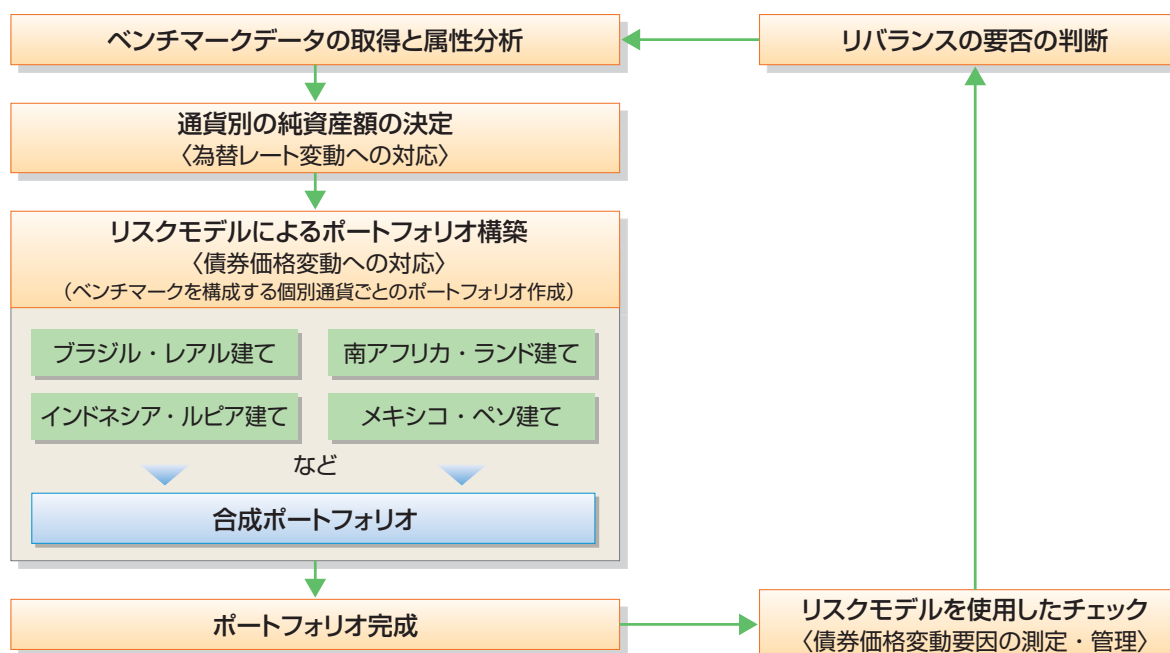 ベンチマークデータの取得と属性分析
リバランスの要否の判断
通貨別の純資産額の決定
〈為替レート変動への対応〉
リスクモデルによるポートフォリオ構築
〈債券価格変動への対応〉
（ベンチマークを構成する個別通貨ごとのポートフォリオ作成）
ブラジル・レアル建て
南アフリカ・ランド建て
インドネシア・ルピア建て
メキシコ・ペソ建て
など
合成ポートフォリオ
ポートフォリオ完成
リスクモデルを使用したチェック
〈債券価格変動要因の測定・管理〉